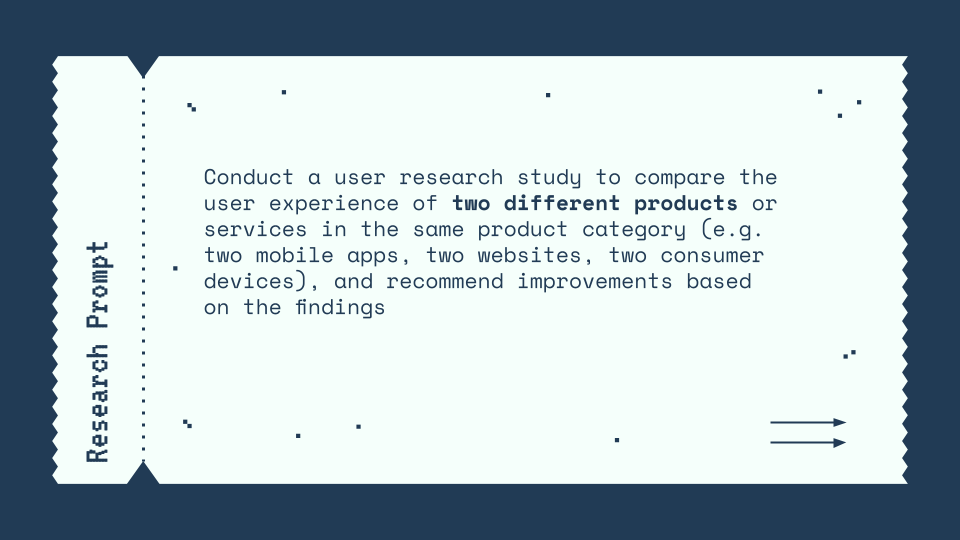 Research Prompt
Conduct a user research study to compare the
user experience of two different products or
services in the same product category (e.g.
two mobile apps, two websites, two consumer
devices), and recommend improvements based
on the findings